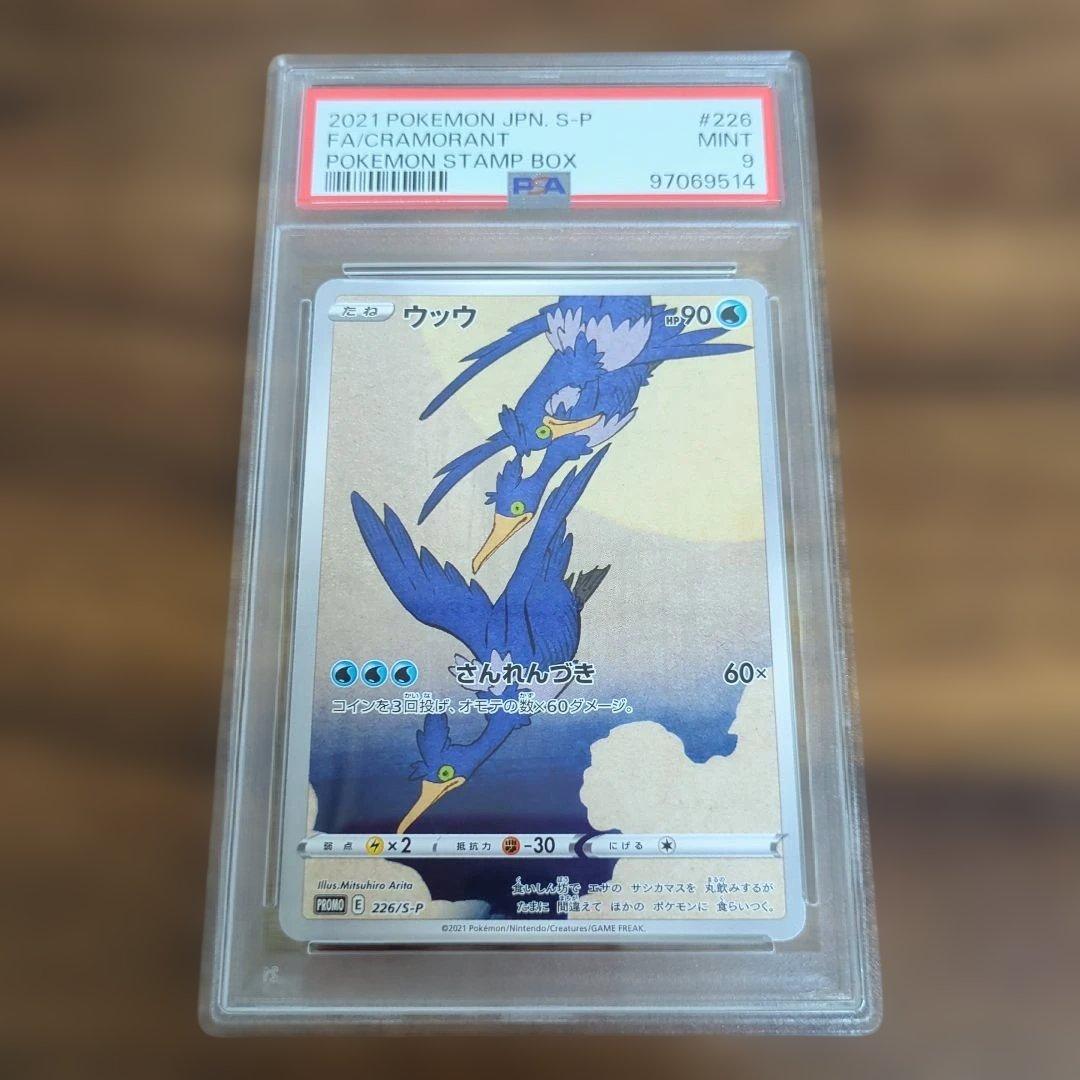 2021 POKEMON JPN. S-P #226
FA/CRAMORANT MINT
POKEMON STAMP BOX 9
PSA 97069514
たね ウッウ HP90
さんれんづき 60×
コインを3回投げ、オモテの数×60ダメージ。
弱点 ×2 抵抗力 -30 にげる
Illus. Mitsuhiro Arita
食いしん坊で エサの サシカマスを 丸飲みするが
PROMO E 226/S-P
たまに 間違えて ほかの ポケモンに 食らいつく。
©2021 Pokémon/Nintendo/Creatures/GAME FREAK.